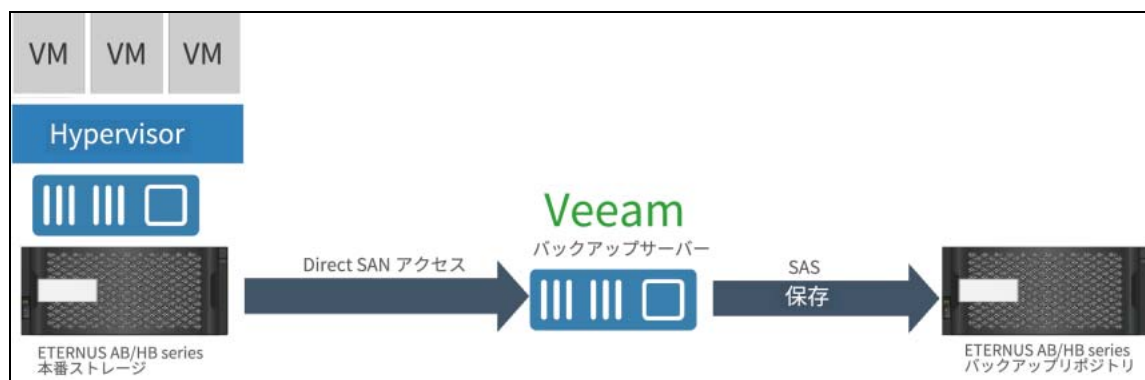 VM VM VM
Hypervisor
Veeam
バックアップサーバー
Direct SAN アクセス
SAS
保存
ETERNUS AB/HB series
本番ストレージ
ETERNUS AB/HB series
バックアップリポジトリ